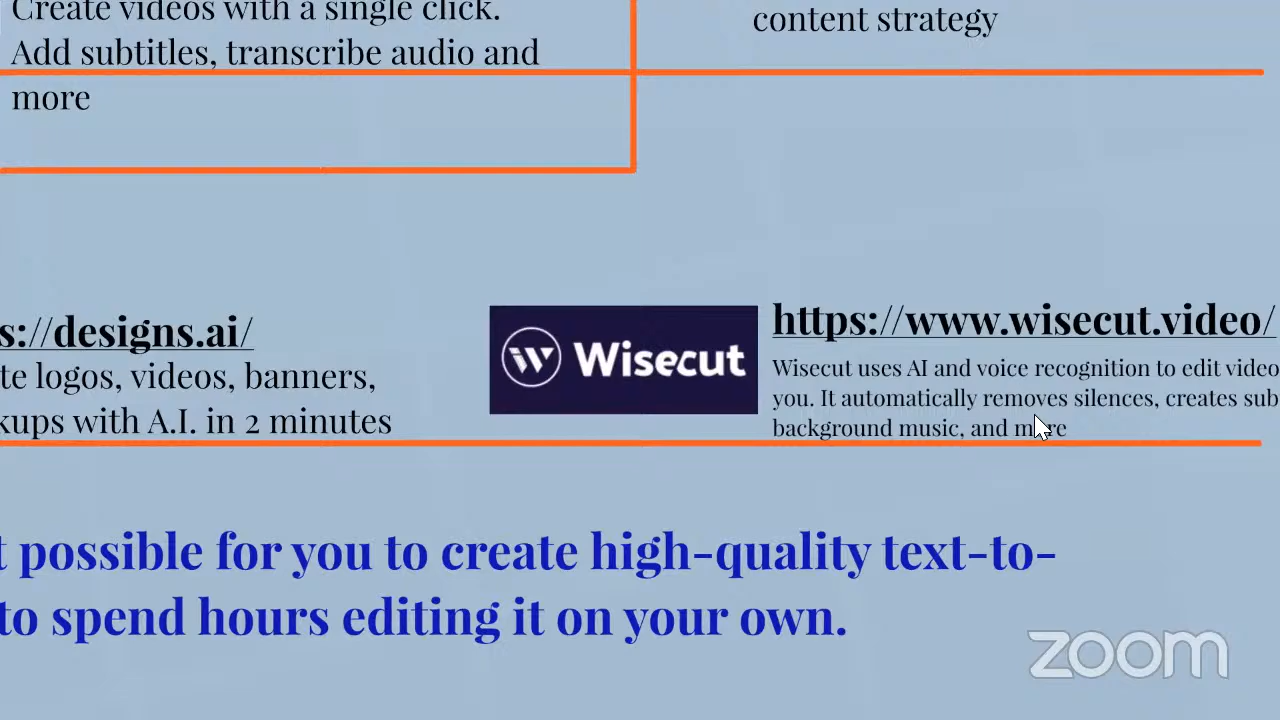 Create videos with a single click.
Add subtitles, transcribe audio and
more
content strategy
s://designs.ai/
te logos, videos, banners,
kups with A.I. in 2 minutes
Wisecut
https://www.wisecut.video/
Wisecut uses AI and voice recognition to edit video
you. It automatically removes silences, creates sub
background music, and more
t possible for you to create high-quality text-to-
to spend hours editing it on your own.
zoom